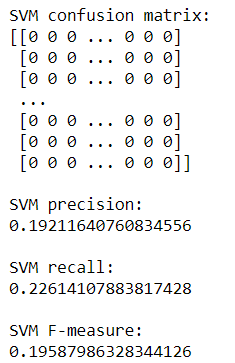 SVM confusion matrix:
[[0 0 0 ... 0 0 0]
 [0 0 0 ... 0 0 0]
 [0 0 0 ... 0 0 0]
 ...
 [0 0 0 ... 0 0 0]
 [0 0 0 ... 0 0 0]
 [0 0 0 ... 0 0 0]]
SVM precision:
0.19211640760834556
SVM recall:
0.22614107883817428
SVM F-measure:
0.19587986328344126